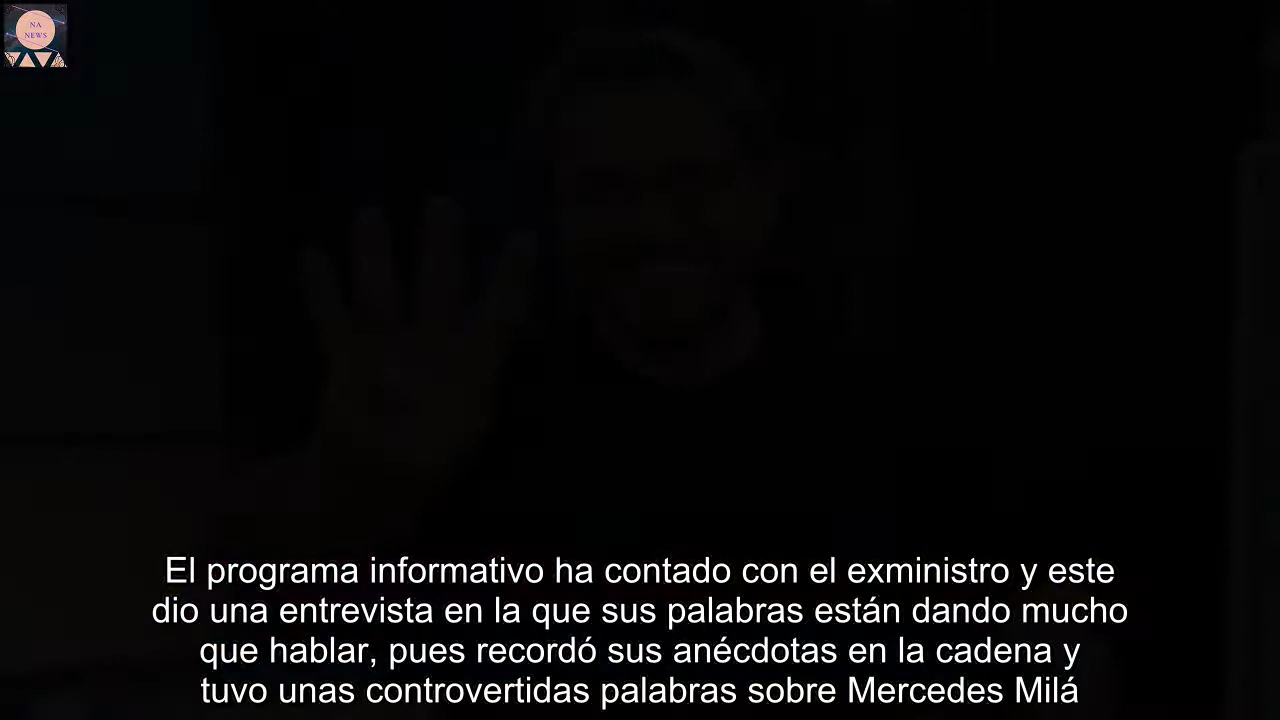 NA
NEWS
El programa informativo ha contado con el exministro y este
dio una entrevista en la que sus palabras están dando mucho
que hablar, pues recordó sus anécdotas en la cadena y
tuvo unas controvertidas palabras sobre Mercedes Milá